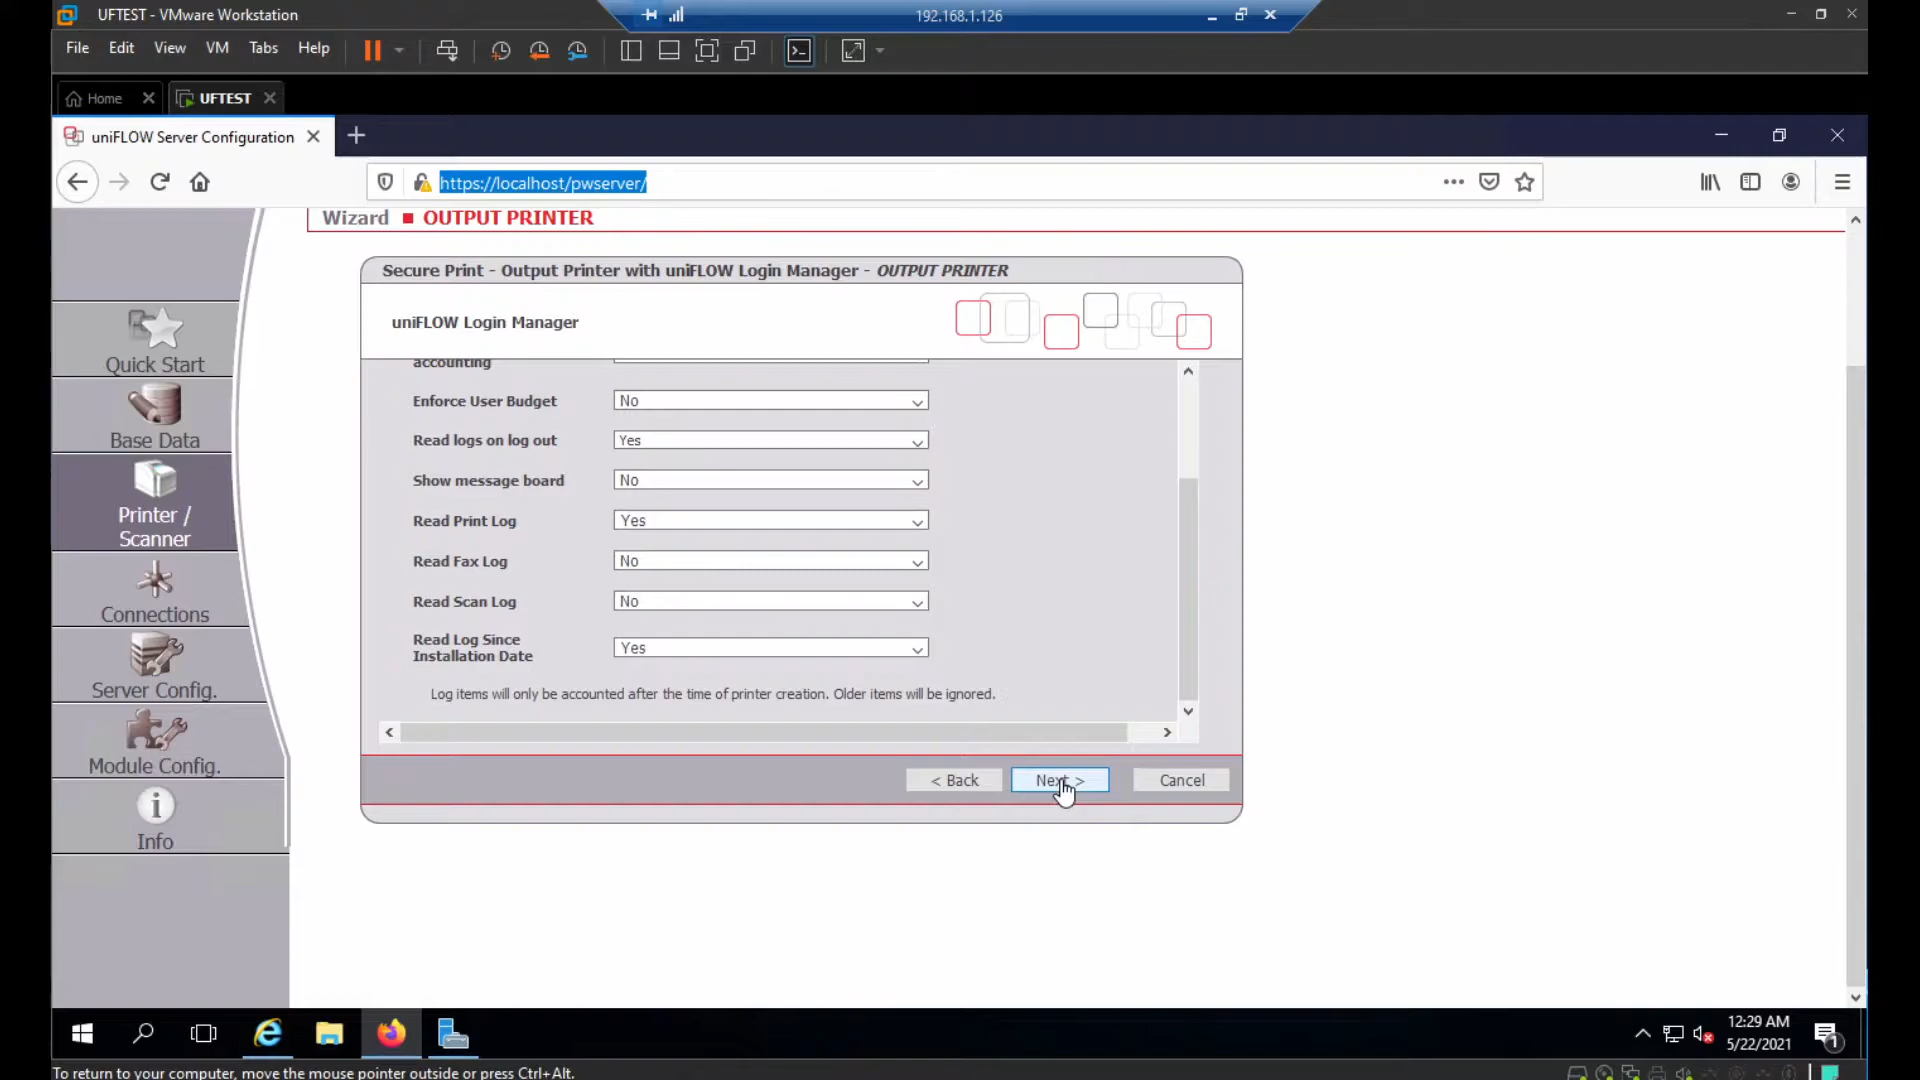 UFTEST - VMware Workstation
192.168.1.126
File Edit View VM Tabs Help
Home
UFTEST
uniFLOW Server Configuration
https://localhost/pwserver/
Wizard OUTPUT PRINTER
Secure Print - Output Printer with uniFLOW Login Manager - OUTPUT PRINTER
uniFLOW Login Manager
Quick Start
Base Data
Printer /
Scanner
Connections
Server Config.
Module Config.
Info
accounting
Enforce User Budget No
Read logs on log out Yes
Show message board No
Read Print Log Yes
Read Fax Log No
Read Scan Log No
Read Log Since
Installation Date Yes
Log items will only be accounted after the time of printer creation. Older items will be ignored.
< Back Next > Cancel
12:29 AM
5/22/2021
1
To return to your computer, move the mouse pointer outside or press Ctrl+Alt.